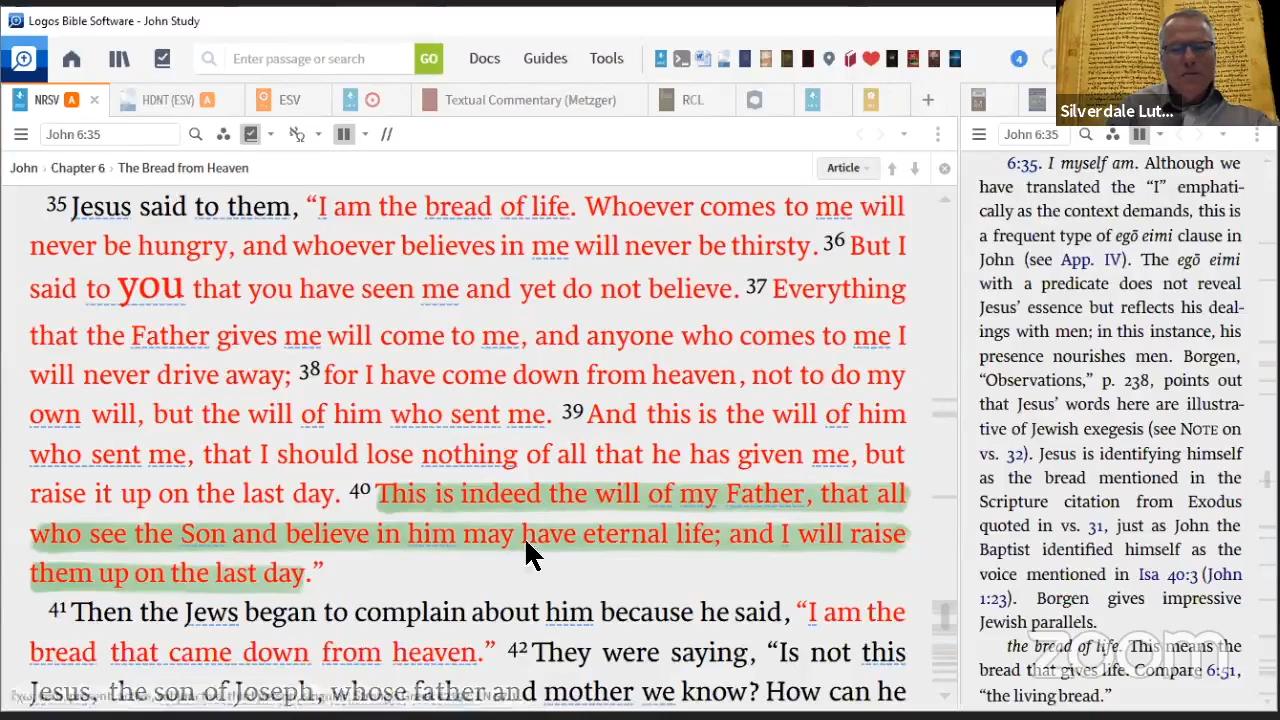 Logos Bible Software - John Study
Enter passage or search
GO
Docs
Guides
Tools
4
Silverdale Lut...
NRSV A
HDNT (ESV) A
ESV
Textual Commentary (Metzger)
RCL
John 6:35
John 6:35
John › Chapter 6 › The Bread from Heaven
Article
35 Jesus said to them, “I am the bread of life. Whoever comes to me will
never be hungry, and whoever believes in me will never be thirsty. 36 But I
said to you that you have seen me and yet do not believe. 37 Everything
that the Father gives me will come to me, and anyone who comes to me I
will never drive away; 38 for I have come down from heaven, not to do my
own will, but the will of him who sent me. 39 And this is the will of him
who sent me, that I should lose nothing of all that he has given me, but
raise it up on the last day. 40 This is indeed the will of my Father, that all
who see the Son and believe in him may have eternal life; and I will raise
them up on the last day.”
41 Then the Jews began to complain about him because he said, “I am the
bread that came down from heaven.” 42 They were saying, “Is not this
Jesus, the son of Joseph, whose father and mother we know? How can he
6:35. I myself am. Although we
have translated the “I” emphati-
cally as the context demands, this is
a frequent type of egō eimi clause in
John (see App. IV). The egō eimi
with a predicate does not reveal
Jesus’ essence but reflects his deal-
ings with men; in this instance, his
presence nourishes men. Borgen,
“Observations,” p. 238, points out
that Jesus’ words here are illustra-
tive of Jewish exegesis (see NOTE on
vs. 32). Jesus is identifying himself
as the bread mentioned in the
Scripture citation from Exodus
quoted in vs. 31, just as John the
Baptist identified himself as the
voice mentioned in Isa 40:3 (John
1:23). Borgen gives impressive
Jewish parallels.
the bread of life. This means the
bread that gives life. Compare 6:51,
“the living bread.”
zoom